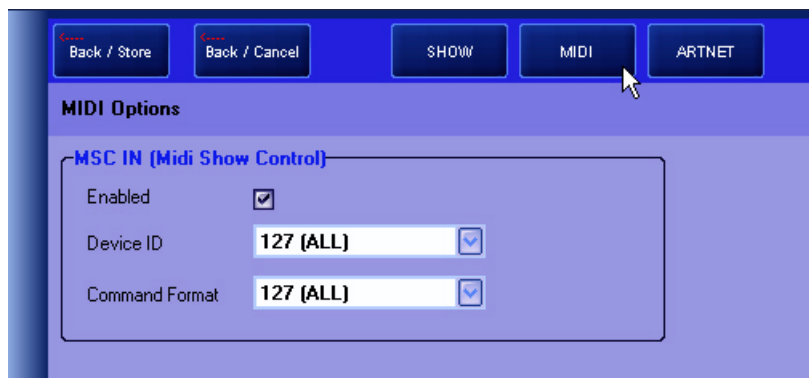 <---- <----
Back / Store Back / Cancel SHOW MIDI ARTNET
MIDI Options
MSC IN (Midi Show Control)
Enabled
Device ID 127 (ALL)
Command Format 127 (ALL)